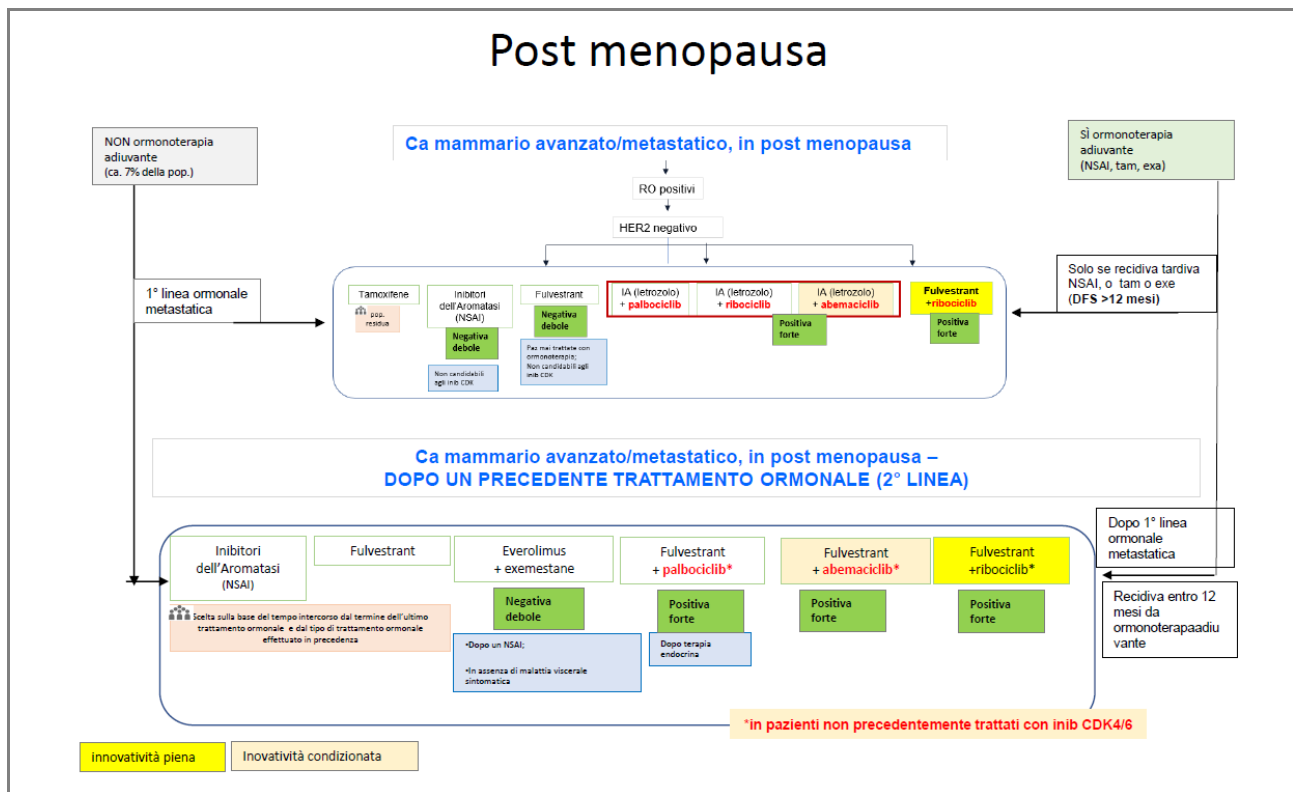 Post menopausa
NON ormonoterapia
adiuvante
(ca. 7% della pop.)
Ca mammario avanzato/metastatico, in post menopausa
SÌ ormonoterapia
adiuvante
(NSAI, tam, exa)
RO positivi
HER2 negativo
1° linea ormonale
metastatica
Solo se recidiva tardiva
NSAI, o tam o exe
(DFS >12 mesi)
Tamoxifene
pop.
residua
Inibitori
dell'Aromatasi
(NSAI)
Negativa
debole
Non candidabili
agli inib CDK
Fulvestrant
Negativa
debole
Paz mai trattate con
ormonoterapia;
Non candidabili agli
inib CDK
IA (letrozolo)
+ palbociclib
IA (letrozolo)
+ ribociclib
IA (letrozolo)
+ abemaciclib
Positiva
forte
Fulvestrant
+ribociclib
Positiva
forte
Ca mammario avanzato/metastatico, in post menopausa –
DOPO UN PRECEDENTE TRATTAMENTO ORMONALE (2° LINEA)
Inibitori
dell'Aromatasi
(NSAI)
Fulvestrant
Scelta sulla base del tempo intercorso dal termine dell'ultimo
trattamento ormonale e dal tipo di trattamento ormonale
effettuato in precedenza
Everolimus
+ exemestane
Negativa
debole
•Dopo un NSAI;
•In assenza di malattia viscerale
sintomatica
Fulvestrant
+ palbociclib*
Positiva
forte
Dopo terapia
endocrina
Fulvestrant
+ abemaciclib*
Positiva
forte
Fulvestrant
+ribociclib*
Positiva
forte
Dopo 1° linea
ormonale
metastatica
Recidiva entro 12
mesi da
ormonoterapaadiu
vante
*in pazienti non precedentemente trattati con inib CDK4/6
innovatività piena
Inovatività condizionata